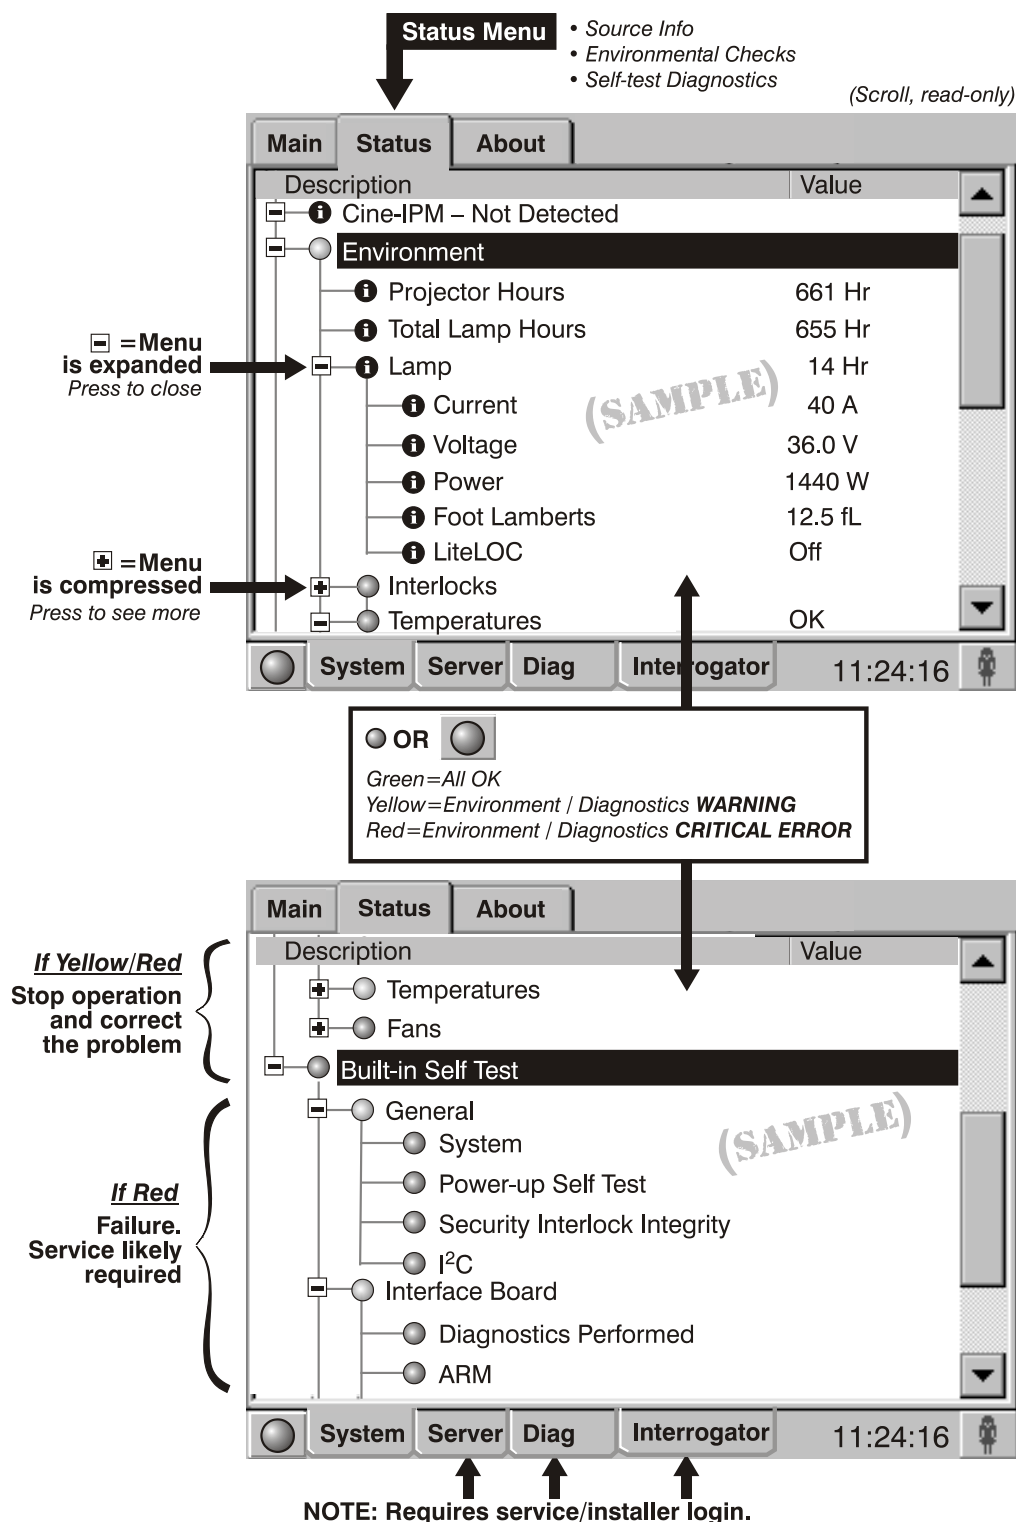 Status Menu
• Source Info
• Environmental Checks
• Self-test Diagnostics
(Scroll, read-only)
Main Status About
Description Value
Cine-IPM – Not Detected
Environment
Projector Hours 661 Hr
Total Lamp Hours 655 Hr
Lamp 14 Hr
Current 40 A
Voltage 36.0 V
Power 1440 W
Foot Lamberts 12.5 fL
LiteLOC Off
Interlocks
Temperatures OK
(SAMPLE)
= Menu
is expanded
Press to close
= Menu
is compressed
Press to see more
System Server Diag Interrogator 11:24:16
OR
Green=All OK
Yellow=Environment / Diagnostics WARNING
Red=Environment / Diagnostics CRITICAL ERROR
Main Status About
Description Value
Temperatures
Fans
Built-in Self Test
General
System
Power-up Self Test
Security Interlock Integrity
I²C
Interface Board
Diagnostics Performed
ARM
(SAMPLE)
If Yellow/Red
Stop operation
and correct
the problem
If Red
Failure.
Service likely
required
System Server Diag Interrogator 11:24:16
NOTE: Requires service/installer login.